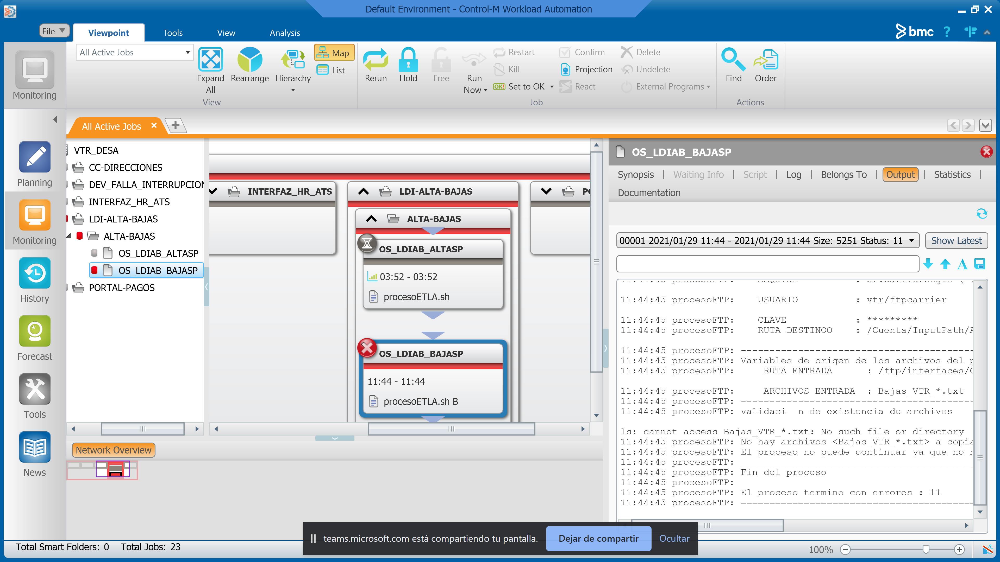 Default Environment - Control-M Workload Automation
File
Viewpoint
Tools
View
Analysis
bmc
?
Monitoring
All Active Jobs
Expand All
Rearrange
Hierarchy
Map
List
View
Rerun
Hold
Free
Run Now
Restart
Kill
OK! Set to OK
Confirm
Projection
React
Delete
Undelete
External Programs
Job
Find
Order
Actions
All Active Jobs
Planning
Monitoring
History
Forecast
Tools
News
VTR_DESA
CC-DIRECCIONES
DEV_FALLA_INTERRUPCION
INTERFAZ_HR_ATS
LDI-ALTA-BAJAS
ALTA-BAJAS
OS_LDIAB_ALTASP
OS_LDIAB_BAJASP
PORTAL-PAGOS
INTERFAZ_HR_ATS
LDI-ALTA-BAJAS
ALTA-BAJAS
OS_LDIAB_ALTASP
03:52 - 03:52
procesoETLA.sh
OS_LDIAB_BAJASP
11:44 - 11:44
procesoETLA.sh B
Network Overview
OS_LDIAB_BAJASP
Synopsis | Waiting Info | Script | Log | Belongs To | Output | Statistics |
Documentation
00001 2021/01/29 11:44 - 2021/01/29 11:44 Size: 5251 Status: 11
Show Latest
A
11:44:45 procesoFTP: USUARIO : vtr/ftpcarrier
11:44:45 procesoFTP: CLAVE : *********
11:44:45 procesoFTP: RUTA DESTINOO : /Cuenta/InputPath/
11:44:45 procesoFTP: -----------------------------------------
11:44:45 procesoFTP: Variables de origen de los archivos del
11:44:45 procesoFTP: RUTA ENTRADA : /ftp/interfaces/
11:44:45 procesoFTP: ARCHIVOS ENTRADA : Bajas_VTR_*.txt
11:44:45 procesoFTP: -----------------------------------------
11:44:45 procesoFTP: validaci n de existencia de archivos
ls: cannot access Bajas_VTR_*.txt: No such file or directory
11:44:45 procesoFTP: No hay archivos <Bajas_VTR_*.txt> a copia
11:44:45 procesoFTP: El proceso no puede continuar ya que no
11:44:45 procesoFTP: _________________________________________
11:44:45 procesoFTP: Fin del proceso
11:44:45 procesoFTP:
11:44:45 procesoFTP: El proceso termino con errores : 11
11:44:45 procesoFTP: =========================================
teams.microsoft.com está compartiendo tu pantalla.
Dejar de compartir
Ocultar
Total Smart Folders: 0 Total Jobs: 23
100%